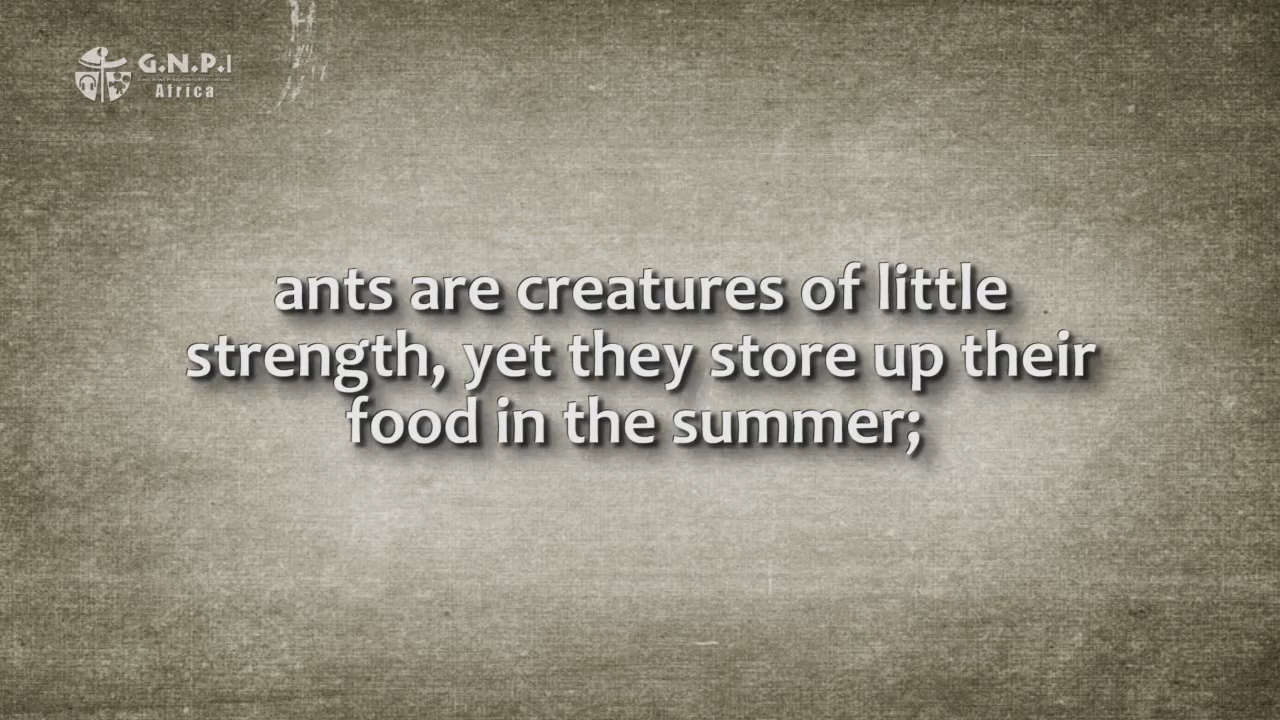 G.N.P.I
Africa
ants are creatures of little
strength, yet they store up their
food in the summer;